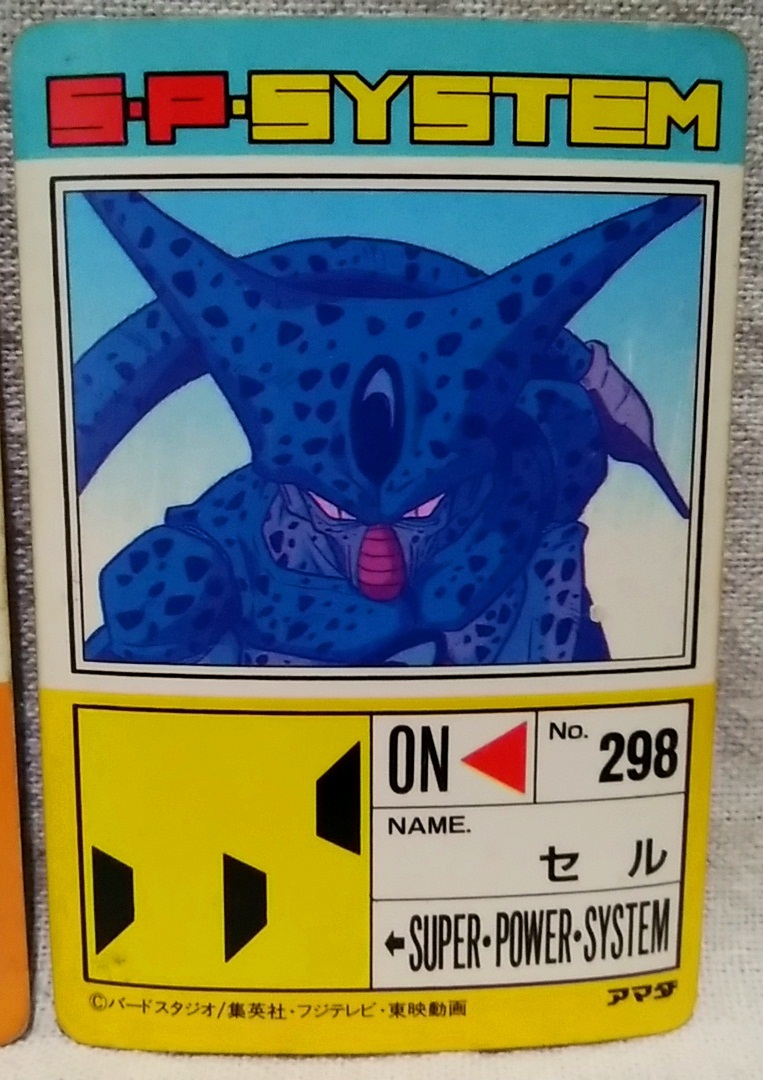 S·P·SYSTEM
ON
No. 298
NAME.
セル
←SUPER·POWER·SYSTEM
©バードスタジオ/集英社・フジテレビ・東映動画
アマダ